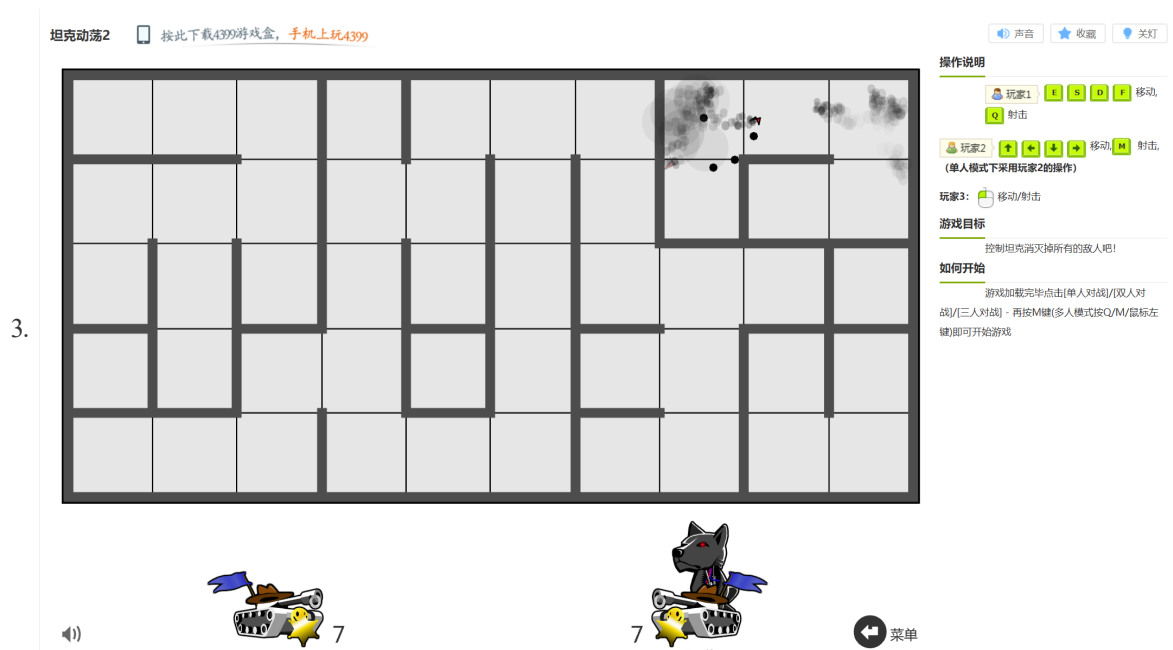 坦克动荡2
按此下载4399游戏盒，手机上玩4399
声音
收藏
关灯
操作说明
玩家1 E S D F 移动,
Q 射击
玩家2 ↑ ← ↓ → 移动, M 射击,
（单人模式下采用玩家2的操作）
玩家3： 移动/射击
游戏目标
控制坦克消灭掉所有的敌人吧！
如何开始
游戏加载完毕点击[单人对战]/[双人对
战]/[三人对战] - 再按M键(多人模式按Q/M/鼠标左
键)即可开始游戏
3.
7
7
菜单